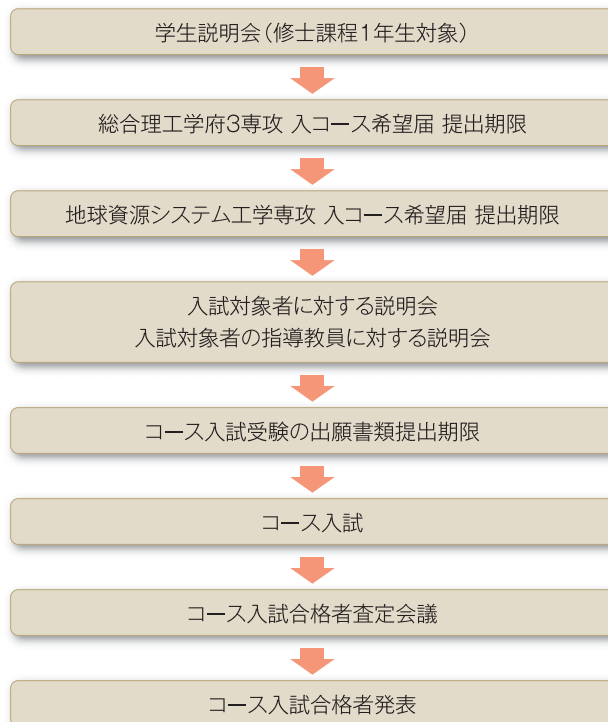 学生説明会（修士課程1年生対象）
総合理工学府3専攻 入コース希望届 提出期限
地球資源システム工学専攻 入コース希望届 提出期限
入試対象者に対する説明会
入試対象者の指導教員に対する説明会
コース入試受験の出願書類提出期限
コース入試
コース入試合格者査定会議
コース入試合格者発表